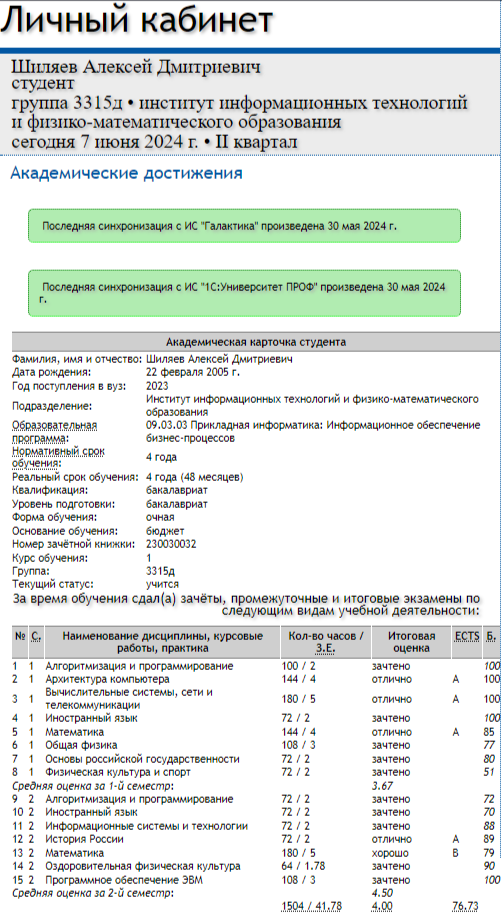 Личный кабинет
Шиляев Алексей Дмитриевич
студент
группа 3315д • институт информационных технологий
и физико-математического образования
сегодня 7 июня 2024 г. • II квартал
Академические достижения
Последняя синхронизация с ИС "Галактика" произведена 30 мая 2024 г.
Последняя синхронизация с ИС "1С:Университет ПРОФ" произведена 30 мая 2024
г.
Академическая карточка студента
Фамилия, имя и отчество: Шиляев Алексей Дмитриевич
Дата рождения: 22 февраля 2005 г.
Год поступления в вуз: 2023
Подразделение: Институт информационных технологий и физико-математического
образования
Образовательная 09.03.03 Прикладная информатика: Информационное обеспечение
программа: бизнес-процессов
Нормативный срок
обучения: 4 года
Реальный срок обучения: 4 года (48 месяцев)
Квалификация: бакалавриат
Уровень подготовки: бакалавриат
Форма обучения: очная
Основание обучения: бюджет
Номер зачётной книжки: 230030032
Курс обучения: 1
Группа: 3315д
Текущий статус: учится
За время обучения сдал(а) зачёты, промежуточные и итоговые экзамены по
следующим видам учебной деятельности:
№ С. Наименование дисциплины, курсовые Кол-во часов / Итоговая ECTS Б.
работы, практика З.Е. оценка
1 1 Алгоритмизация и программирование 100 / 2 зачтено 100
2 1 Архитектура компьютера 144 / 4 отлично A 100
3 1 Вычислительные системы, сети и 180 / 5 отлично A 100
телекоммуникации
4 1 Иностранный язык 72 / 2 зачтено 100
5 1 Математика 144 / 4 отлично A 85
6 1 Общая физика 108 / 3 зачтено 77
7 1 Основы российской государственности 72 / 2 зачтено 80
8 1 Физическая культура и спорт 72 / 2 зачтено 51
Средняя оценка за 1-й семестр: 3.67
9 2 Алгоритмизация и программирование 72 / 2 зачтено 72
10 2 Иностранный язык 72 / 2 зачтено 70
11 2 Информационные системы и технологии 72 / 2 зачтено 88
12 2 История России 72 / 2 отлично A 89
13 2 Математика 180 / 5 хорошо B 79
14 2 Оздоровительная физическая культура 64 / 1.78 зачтено 90
15 2 Программное обеспечение ЭВМ 108 / 3 зачтено 100
Средняя оценка за 2-й семестр: 4.50
1504 / 41.78 4.00 76.73